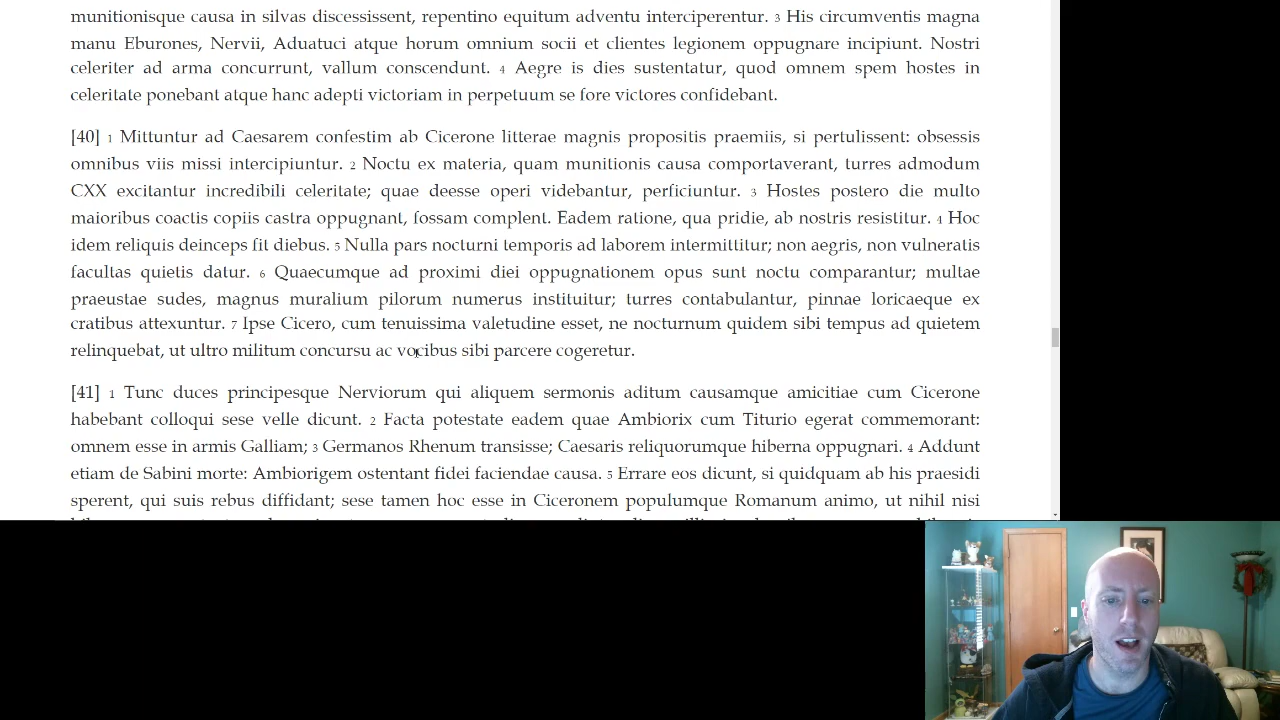 munitionisque causa in silvas discessissent, repentino equitum adventu interciperentur. 3 His circumventis magna
manu Eburones, Nervii, Aduatuci atque horum omnium socii et clientes legionem oppugnare incipiunt. Nostri
celeriter ad arma concurrunt, vallum conscendunt. 4 Aegre is dies sustentatur, quod omnem spem hostes in
celeritate ponebant atque hanc adepti victoriam in perpetuum se fore victores confidebant.
[40] 1 Mittuntur ad Caesarem confestim ab Cicerone litterae magnis propositis praemiis, si pertulissent: obsessis
omnibus viis missi intercipiuntur. 2 Noctu ex materia, quam munitionis causa comportaverant, turres admodum
CXX excitantur incredibili celeritate; quae deesse operi videbantur, perficiuntur. 3 Hostes postero die multo
maioribus coactis copiis castra oppugnant, fossam complent. Eadem ratione, qua pridie, ab nostris resistitur. 4 Hoc
idem reliquis deinceps fit diebus. 5 Nulla pars nocturni temporis ad laborem intermittitur; non aegris, non vulneratis
facultas quietis datur. 6 Quaecumque ad proximi diei oppugnationem opus sunt noctu comparantur; multae
praeustae sudes, magnus muralium pilorum numerus instituitur; turres contabulantur, pinnae loricaeque ex
cratibus attexuntur. 7 Ipse Cicero, cum tenuissima valetudine esset, ne nocturnum quidem sibi tempus ad quietem
relinquebat, ut ultro militum concursu ac vocibus sibi parcere cogeretur.
[41] 1 Tunc duces principesque Nerviorum qui aliquem sermonis aditum causamque amicitiae cum Cicerone
habebant colloqui sese velle dicunt. 2 Facta potestate eadem quae Ambiorix cum Titurio egerat commemorant:
omnem esse in armis Galliam; 3 Germanos Rhenum transisse; Caesaris reliquorumque hiberna oppugnari. 4 Addunt
etiam de Sabini morte: Ambiorigem ostentant fidei faciendae causa. 5 Errare eos dicunt, si quidquam ab his praesidi
sperent, qui suis rebus diffidant; sese tamen hoc esse in Ciceronem populumque Romanum animo, ut nihil nisi